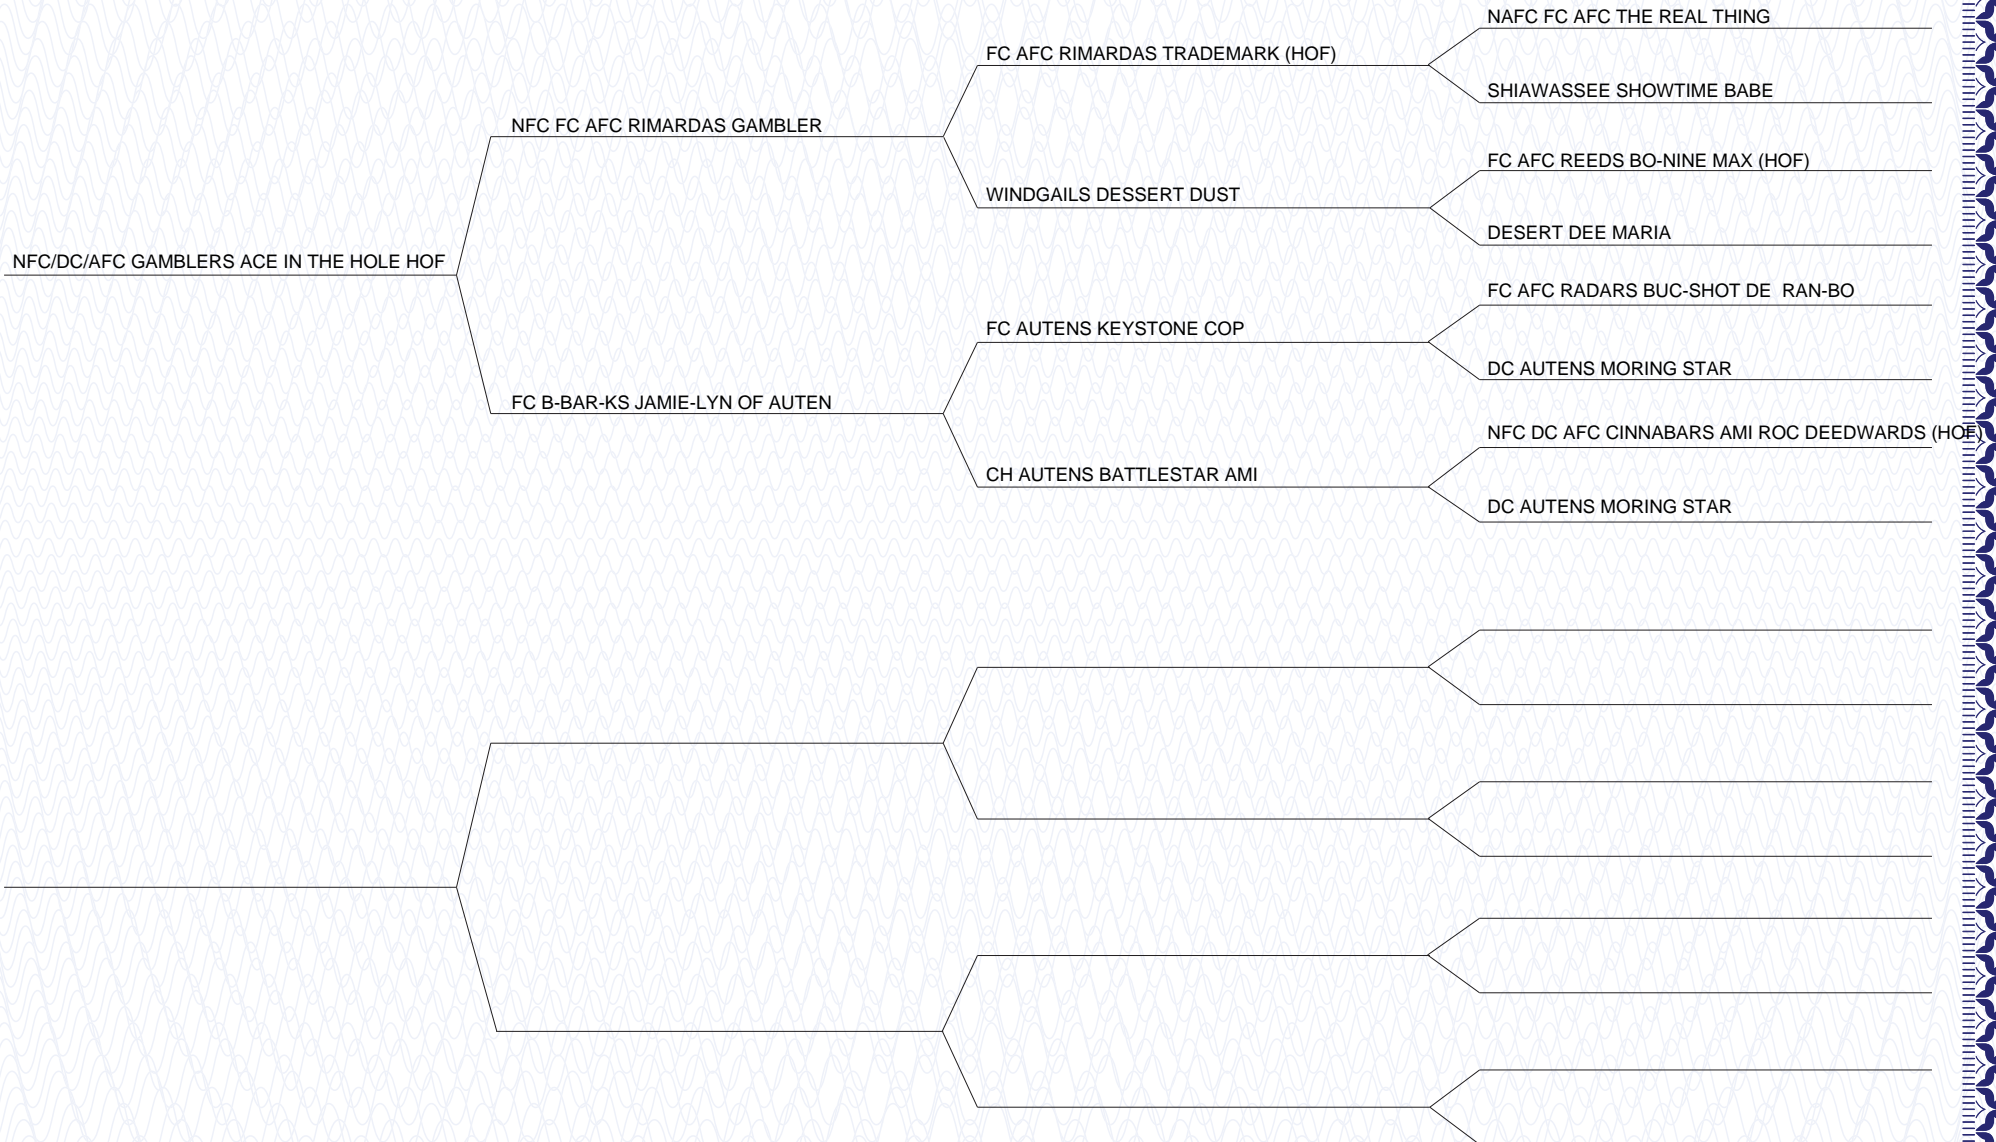 NAFC FC AFC THE REAL THING
FC AFC RIMARDAS TRADEMARK (HOF)
SHIAWASSEE SHOWTIME BABE
NFC FC AFC RIMARDAS GAMBLER
FC AFC REEDS BO-NINE MAX (HOF)
WINDGAILS DESSERT DUST
DESERT DEE MARIA
NFC/DC/AFC GAMBLERS ACE IN THE HOLE HOF
FC AFC RADARS BUC-SHOT DE  RAN-BO
FC AUTENS KEYSTONE COP
DC AUTENS MORING STAR
FC B-BAR-KS JAMIE-LYN OF AUTEN
NFC DC AFC CINNABARS AMI ROC DEEDWARDS (HOF)
CH AUTENS BATTLESTAR AMI
DC AUTENS MORING STAR